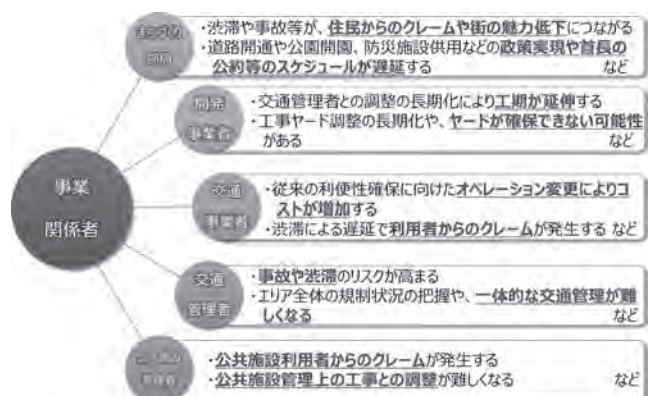 ・渋滞や事故等が、住民からのクレームや街の魅力低下につながる
・道路開通や公園開園、防災施設供用などの政策実現や首長の
公約等のスケジュールが遅延する など
開発
事業者
・交通管理者との調整の長期化により工期が延伸する
・工事ヤード調整の長期化や、ヤードが確保できない可能性
がある など
事業
関係者
交通
事業者
・従来の利便性確保に向けたオペレーション変更によりコ
ストが増加する
・渋滞による遅延で利用者からのクレームが発生する など
交通
管理者
・事故や渋滞のリスクが高まる
・エリア全体の規制状況の把握や、一体的な交通管理が難
しくなる など
・公共施設利用者からのクレームが発生する
・公共施設管理上の工事との調整が難しくなる など